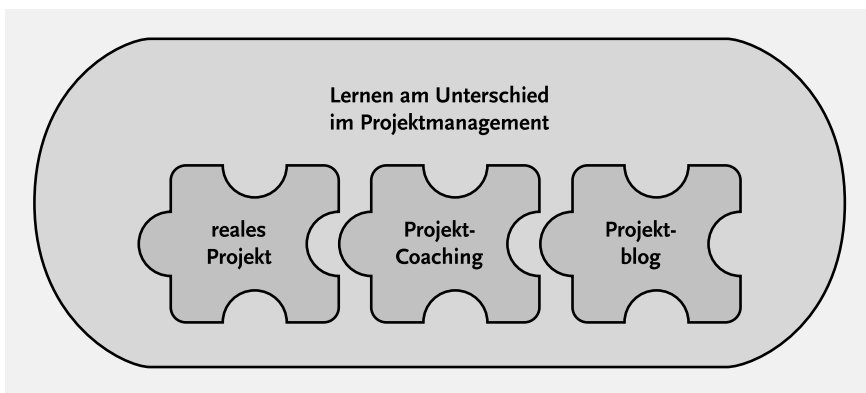 Lernen am Unterschied
im Projektmanagement
reales
Projekt
Projekt-
Coaching
Projekt-
blog